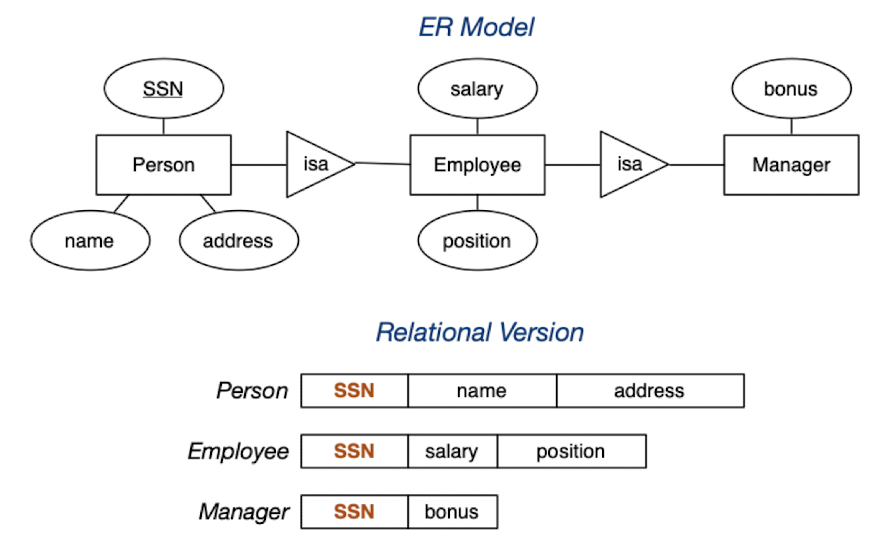 ER Model
SSN salary bonus
Person isa Employee isa Manager
name address position
Relational Version
Person SSN name address
Employee SSN salary position
Manager SSN bonus